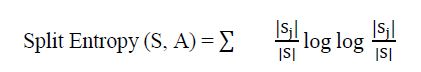 Split Entropy (S, A) = ∑ |Sⱼ|/|S| log log |Sⱼ|/|S|